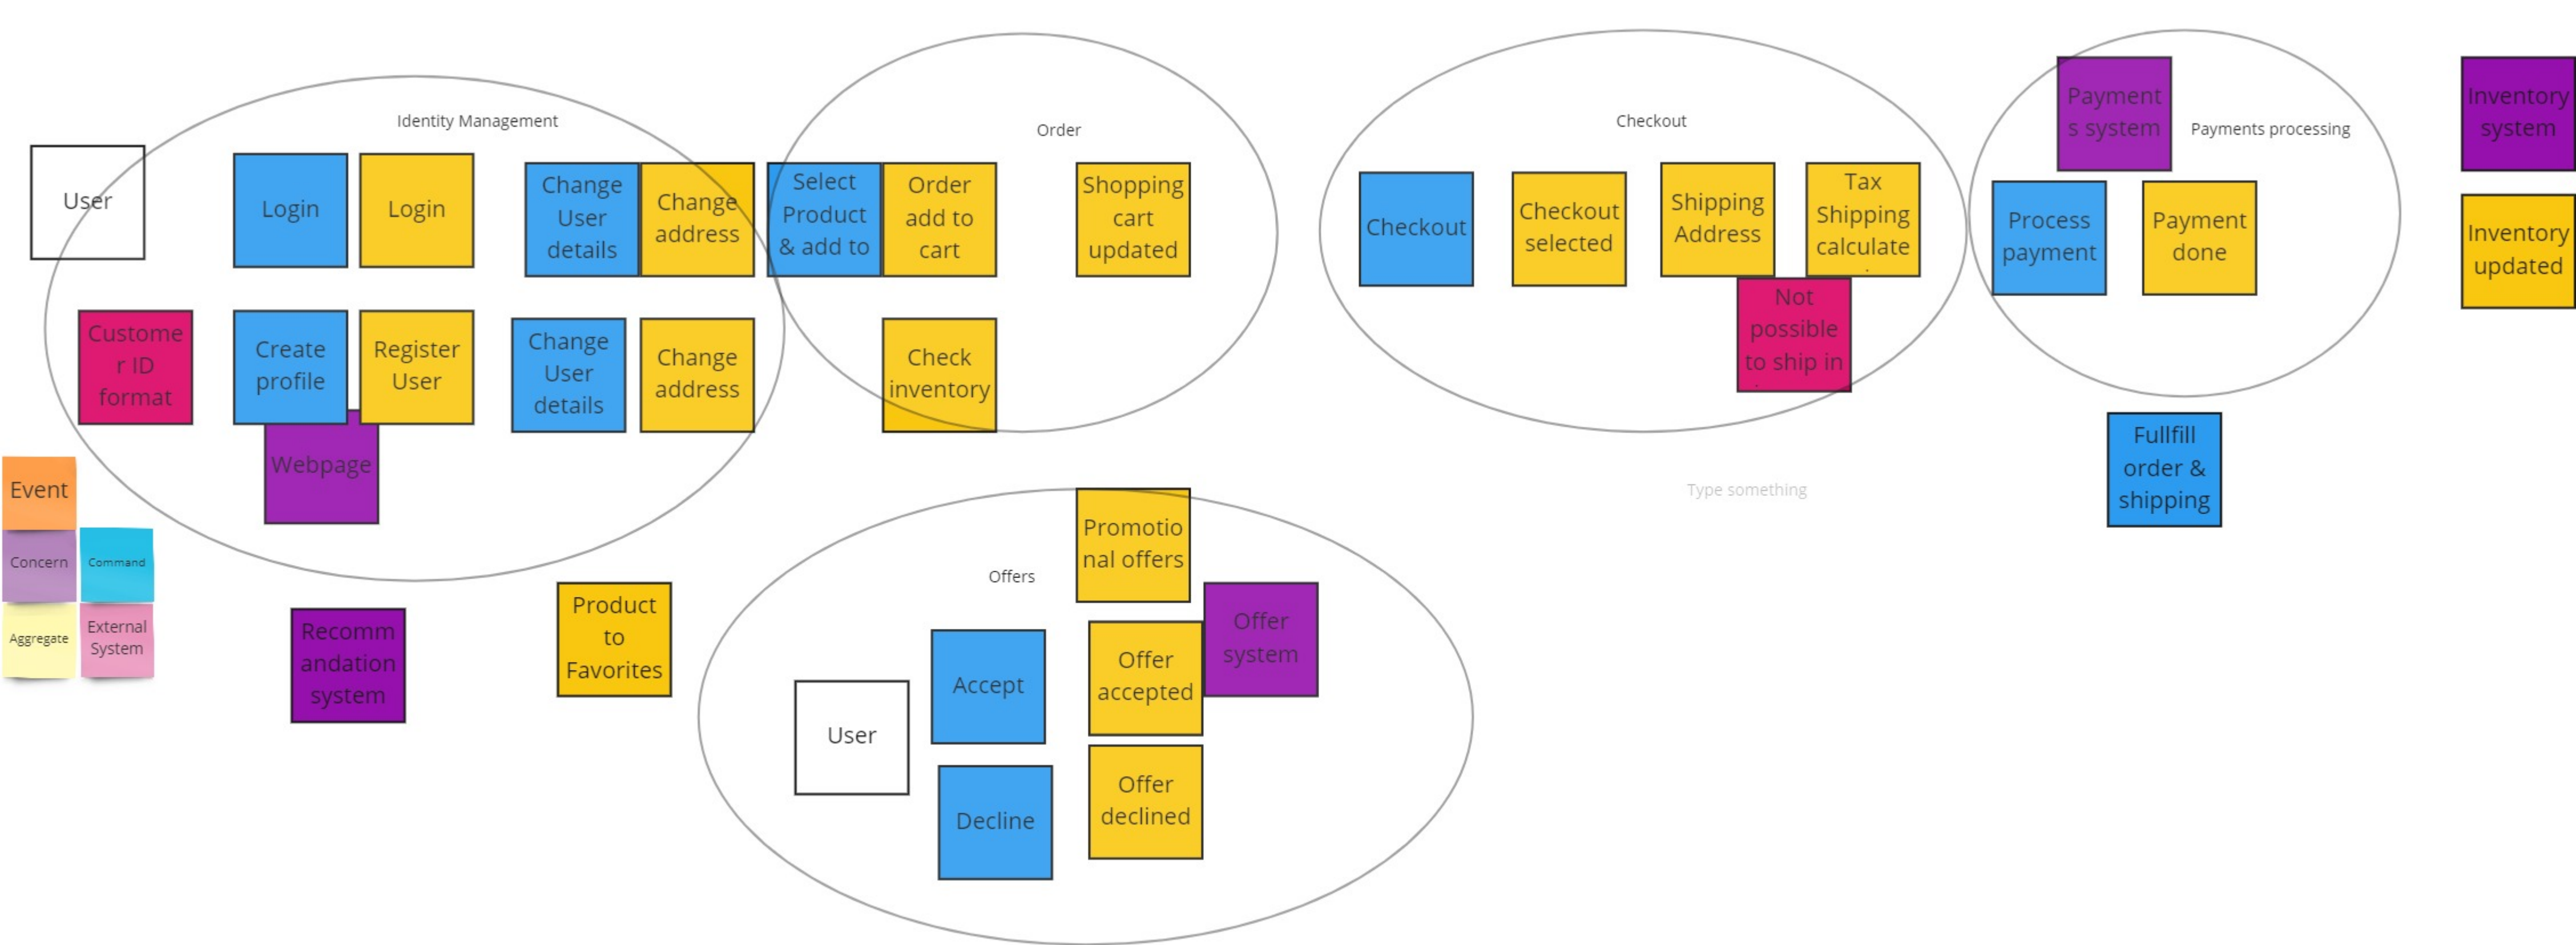 Identity Management
User
Login
Login
Change
User
details
Change
address
Custome
r ID
format
Create
profile
Register
User
Change
User
details
Change
address
Webpage
Order
Select
Product
& add to
Order
add to
cart
Shopping
cart
updated
Check
inventory
Checkout
Checkout
Checkout
selected
Shipping
Address
Tax
Shipping
calculate
Not
possible
to ship in
Payment
s system
Payments processing
Process
payment
Payment
done
Inventory
system
Inventory
updated
Fullfill
order &
shipping
Type something
Event
Concern
Command
Aggregate
External
System
Recomm
andation
system
Product
to
Favorites
Offers
Promotio
nal offers
Offer
system
User
Accept
Offer
accepted
Decline
Offer
declined